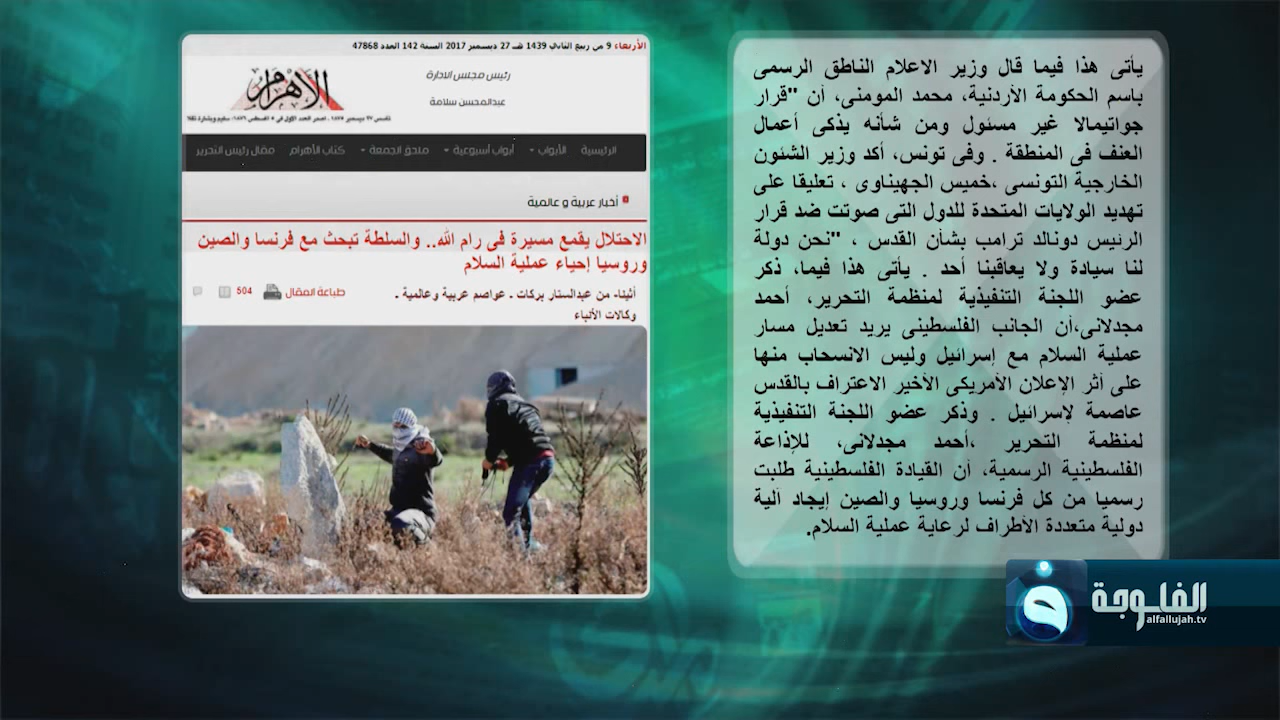 الأربعاء 9 من ربيع الثاني 1439 هـ 27 ديسمبر 2017 السنة 142 العدد 47868
الأهرام
رئيس مجلس الادارة
عبدالمحسن سلامة
الرئيسية الأبواب أبواب أسبوعية ملحق الجمعة كتاب الأهرام مقال رئيس التحرير
أخبار عربية و عالمية
الاحتلال يقمع مسيرة فى رام الله.. والسلطة تبحث مع فرنسا والصين
وروسيا إحياء عملية السلام
أثينا- من عبدالستار بركات ـ عواصم عربية وعالمية ـ
وكالات الأنباء
طباعة المقال 504
يأتى هذا فيما قال وزير الاعلام الناطق الرسمى
باسم الحكومة الأردنية، محمد المومنى، أن "قرار
جواتيمالا غير مسئول ومن شأنه يذكى أعمال
العنف فى المنطقة . وفى تونس، أكد وزير الشئون
الخارجية التونسى ،خميس الجهيناوى ، تعليقا على
تهديد الولايات المتحدة للدول التى صوتت ضد قرار
الرئيس دونالد ترامب بشأن القدس ، "نحن دولة
لنا سيادة ولا يعاقبنا أحد . يأتى هذا فيما، ذكر
عضو اللجنة التنفيذية لمنظمة التحرير، أحمد
مجدلانى،أن الجانب الفلسطينى يريد تعديل مسار
عملية السلام مع إسرائيل وليس الانسحاب منها
على أثر الإعلان الأمريكى الأخير الاعتراف بالقدس
عاصمة لإسرائيل . وذكر عضو اللجنة التنفيذية
لمنظمة التحرير ،أحمد مجدلانى، للإذاعة
الفلسطينية الرسمية، أن القيادة الفلسطينية طلبت
رسميا من كل فرنسا وروسيا والصين إيجاد آلية
دولية متعددة الأطراف لرعاية عملية السلام.
الفلوجة
alfallujah.tv